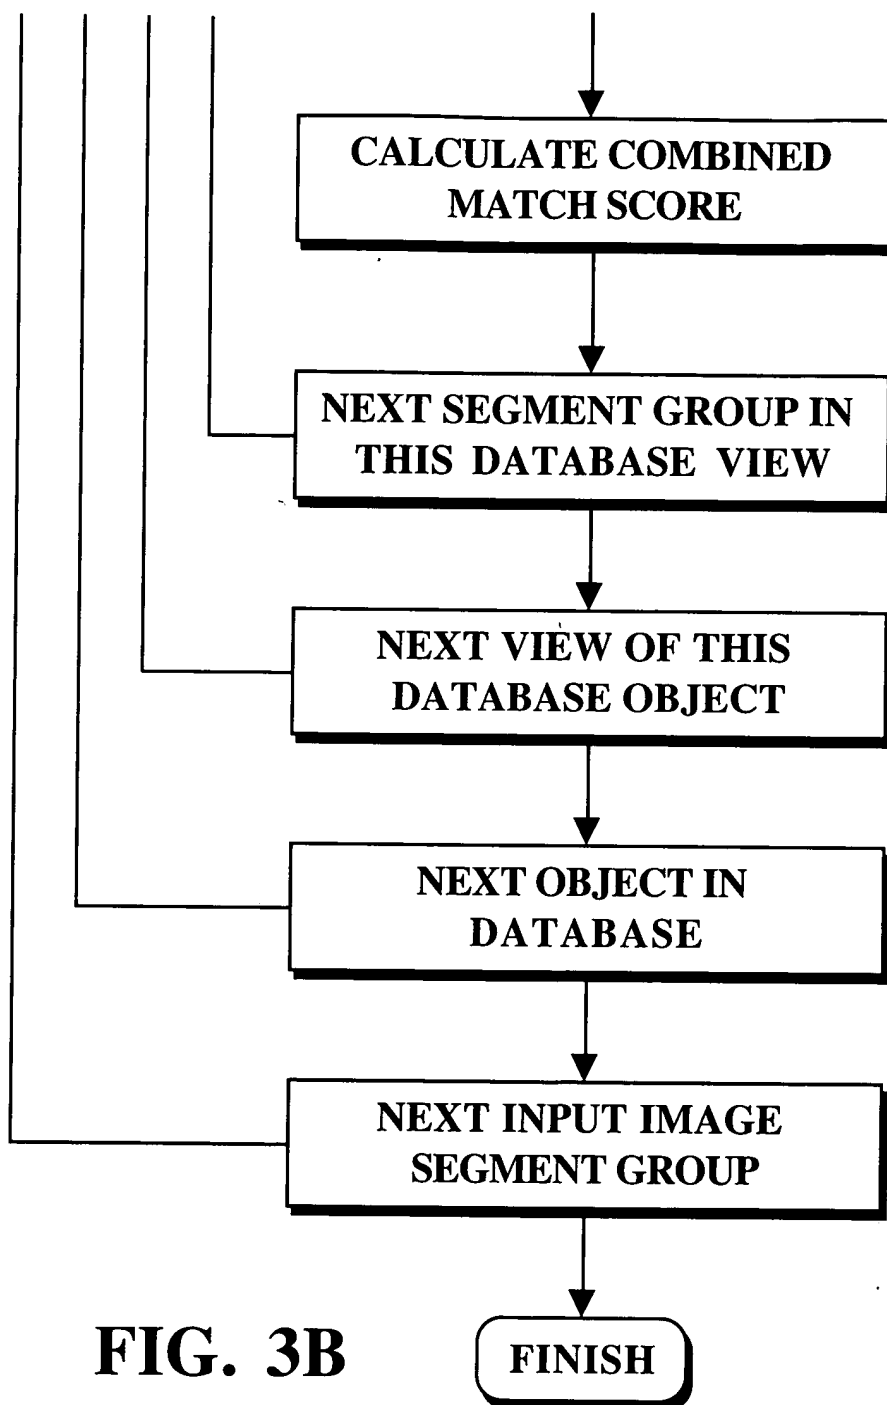 CALCULATE COMBINED
MATCH SCORE
NEXT SEGMENT GROUP IN
THIS DATABASE VIEW
NEXT VIEW OF THIS
DATABASE OBJECT
NEXT OBJECT IN
DATABASE
NEXT INPUT IMAGE
SEGMENT GROUP
FINISH
FIG. 3B